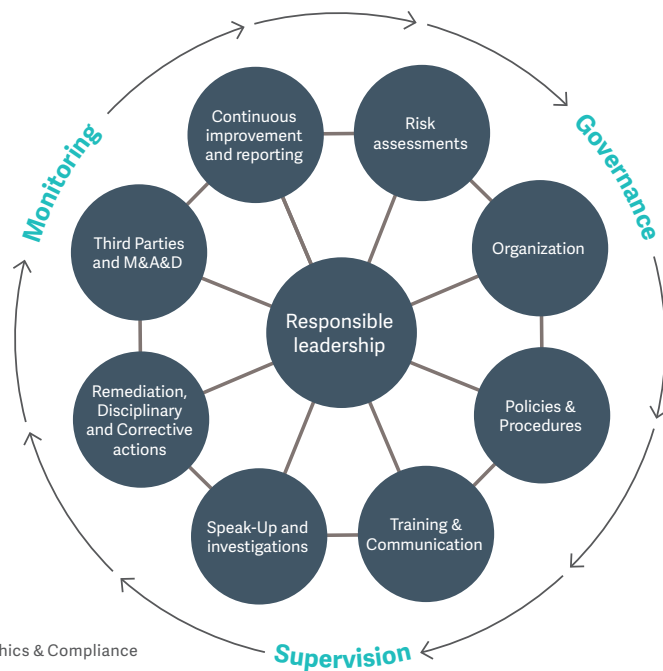 Continuous
improvement
and reporting
Risk
assessments
Monitoring
Governance
Third Parties
and M&A&D
Organization
Responsible
leadership
Remediation,
Disciplinary
and Corrective
actions
Policies &
Procedures
Speak-Up and
investigations
Training &
Communication
hics & Compliance
Supervision